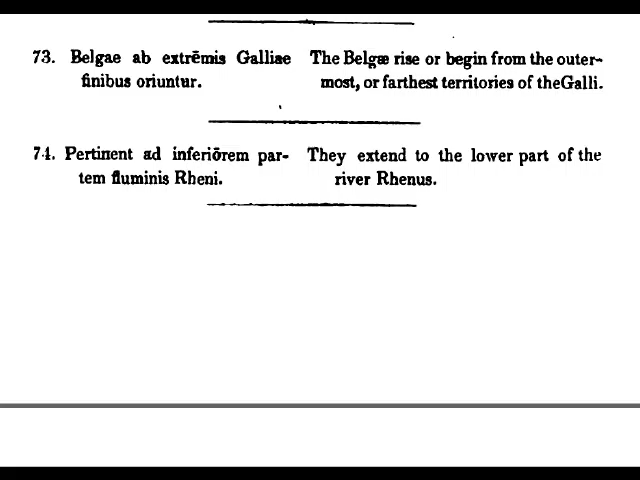 73. Belgae ab extrēmis Galliae The Belgæ rise or begin from the outer-
finibus oriuntur. most, or farthest territories of theGalli.
74. Pertinent ad inferiōrem par- They extend to the lower part of the
tem fluminis Rheni. river Rhenus.